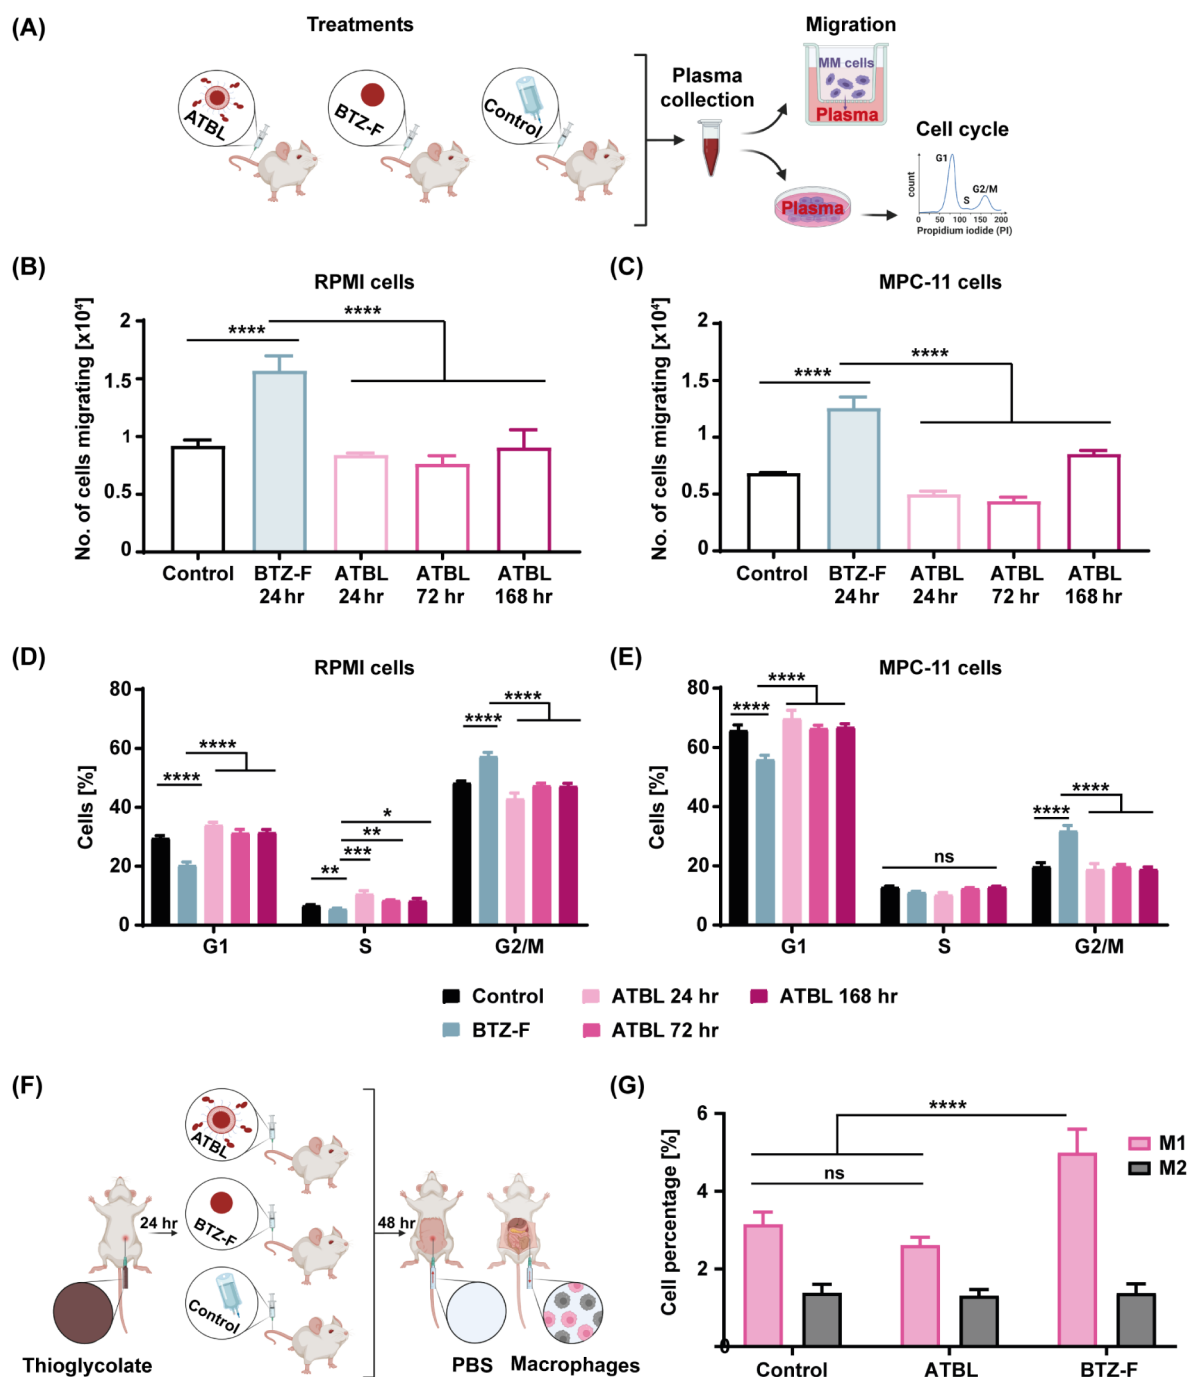 (A)
Treatments
Migration
ATBL
BTZ-F
Control
Plasma
collection
MM cells
Plasma
Plasma
Cell cycle
G1
S
G2/M
count
0 50 100 150 200
Propidium iodide (PI)
(B)
RPMI cells
No. of cells migrating [x10⁴]
2
1.5
1
0.5
0
****
****
Control
BTZ-F
24 hr
ATBL
24 hr
ATBL
72 hr
ATBL
168 hr
(C)
MPC-11 cells
No. of cells migrating [x10⁴]
2
1.5
1
0.5
0
****
****
Control
BTZ-F
24 hr
ATBL
24 hr
ATBL
72 hr
ATBL
168 hr
(D)
RPMI cells
Cells [%]
80
60
40
20
0
****
****
**
***
**
*
****
****
G1
S
G2/M
(E)
MPC-11 cells
Cells [%]
80
60
40
20
0
****
****
ns
****
****
G1
S
G2/M
Control
BTZ-F
ATBL 24 hr
ATBL 72 hr
ATBL 168 hr
(F)
Thioglycolate
24 hr
ATBL
BTZ-F
Control
48 hr
PBS
Macrophages
(G)
Cell percentage [%]
6
4
2
0
****
ns
M1
M2
Control
ATBL
BTZ-F